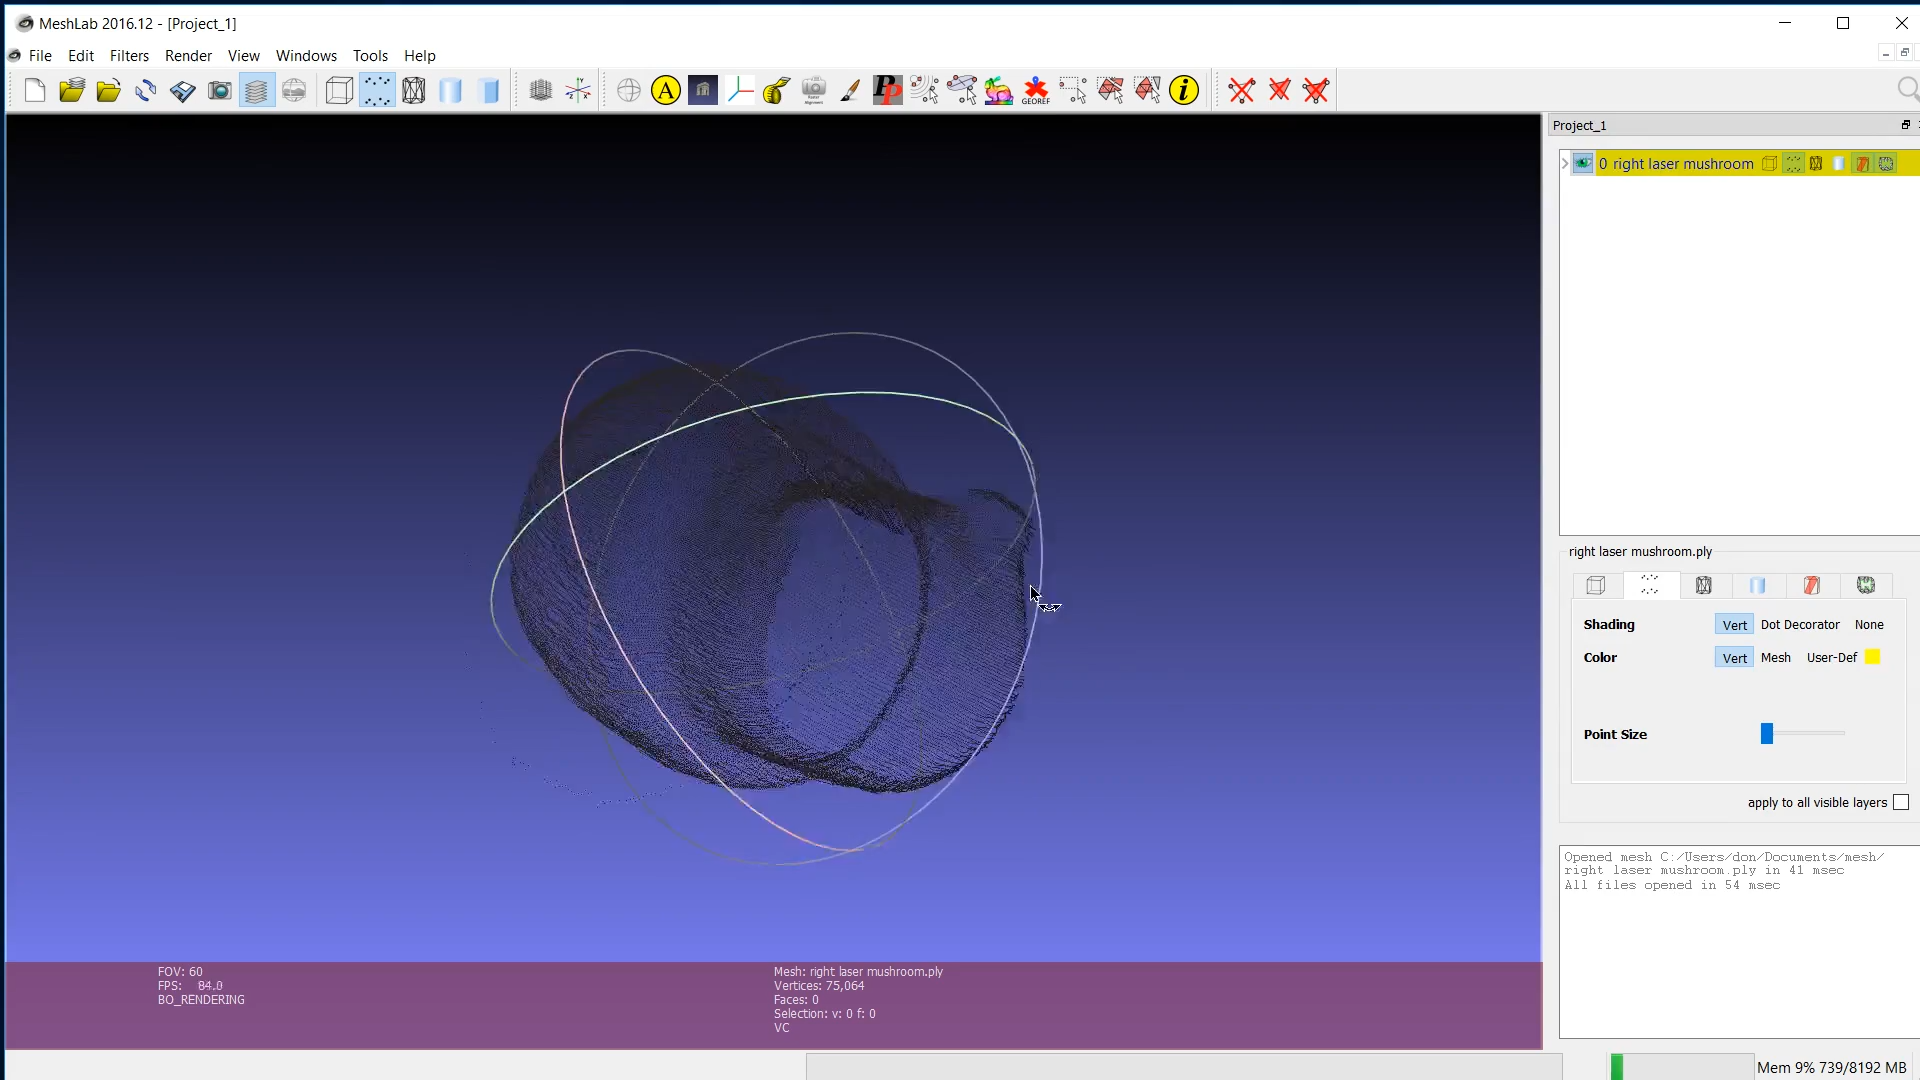 MeshLab 2016.12 - [Project_1]
File Edit Filters Render View Windows Tools Help
A PP GEOREF i
Project_1
0 right laser mushroom
right laser mushroom.ply
Shading Vert Dot Decorator None
Color Vert Mesh User-Def
Point Size
apply to all visible layers
Opened mesh C:/Users/don/Documents/mesh/
right laser mushroom.ply in 41 msec
All files opened in 54 msec
FOV: 60
FPS: 84.0
BO_RENDERING
Mesh: right laser mushroom.ply
Vertices: 75,064
Faces: 0
Selection: v: 0 f: 0
VC
Mem 9% 739/8192 MB